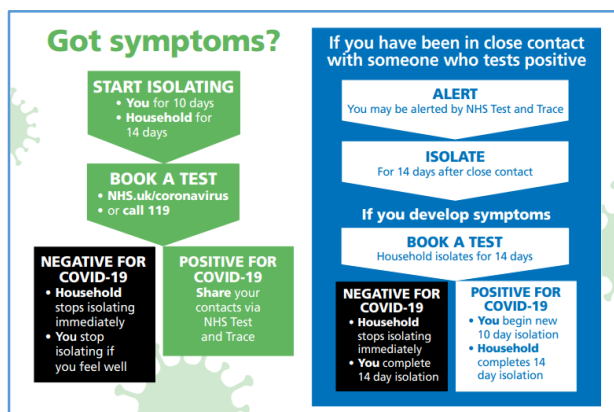 Got symptoms?
START ISOLATING
• You for 10 days
• Household for
14 days
BOOK A TEST
• NHS.uk/coronavirus
• or call 119
NEGATIVE FOR
COVID-19
• Household
stops isolating
immediately
• You stop
isolating if
you feel well
POSITIVE FOR
COVID-19
Share your
contacts via
NHS Test
and Trace
If you have been in close contact
with someone who tests positive
ALERT
You may be alerted by NHS Test and Trace
ISOLATE
For 14 days after close contact
If you develop symptoms
BOOK A TEST
Household isolates for 14 days
NEGATIVE FOR
COVID-19
• Household
stops isolating
immediately
• You complete
14 day isolation
POSITIVE FOR
COVID-19
• You begin new
10 day isolation
• Household
completes 14
day isolation